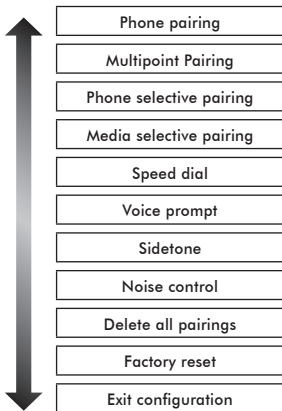 Phone pairing
Multipoint Pairing
Phone selective pairing
Media selective pairing
Speed dial
Voice prompt
Sidetone
Noise control
Delete all pairings
Factory reset
Exit configuration